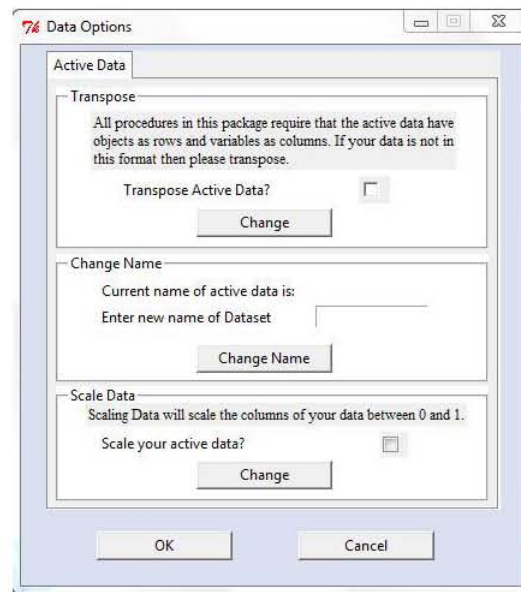 Data Options
Active Data
Transpose
All procedures in this package require that the active data have
objects as rows and variables as columns. If your data is not in
this format then please transpose.
Transpose Active Data?
Change
Change Name
Current name of active data is:
Enter new name of Dataset
Change Name
Scale Data
Scaling Data will scale the columns of your data between 0 and 1.
Scale your active data?
Change
OK Cancel